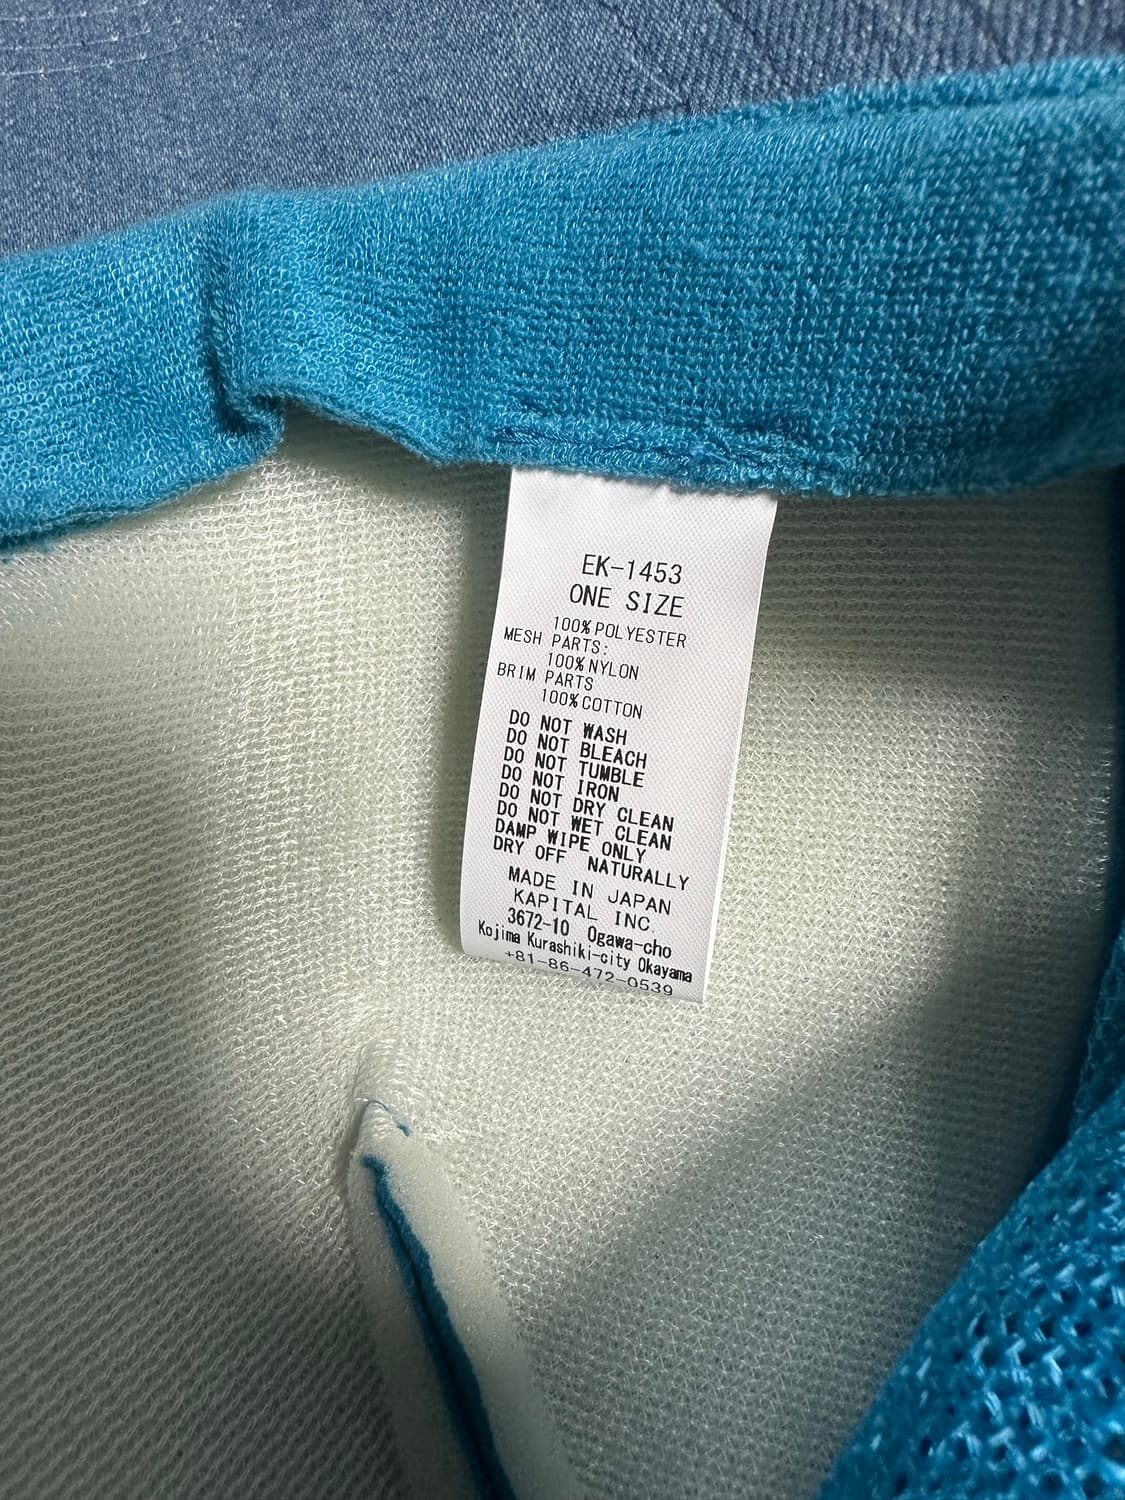 EK-1453
ONE SIZE
100%POLYESTER
MESH PARTS:
100%NYLON
BRIM PARTS
100%COTTON
DO NOT WASH
DO NOT BLEACH
DO NOT TUMBLE
DO NOT IRON
DO NOT DRY CLEAN
DO NOT WET CLEAN
DAMP WIPE ONLY
DRY OFF NATURALLY
MADE IN JAPAN
KAPITAL INC.
3672-10 Ogawa-cho
Kojima Kurashiki-city Okayama
+81-86-472-0539